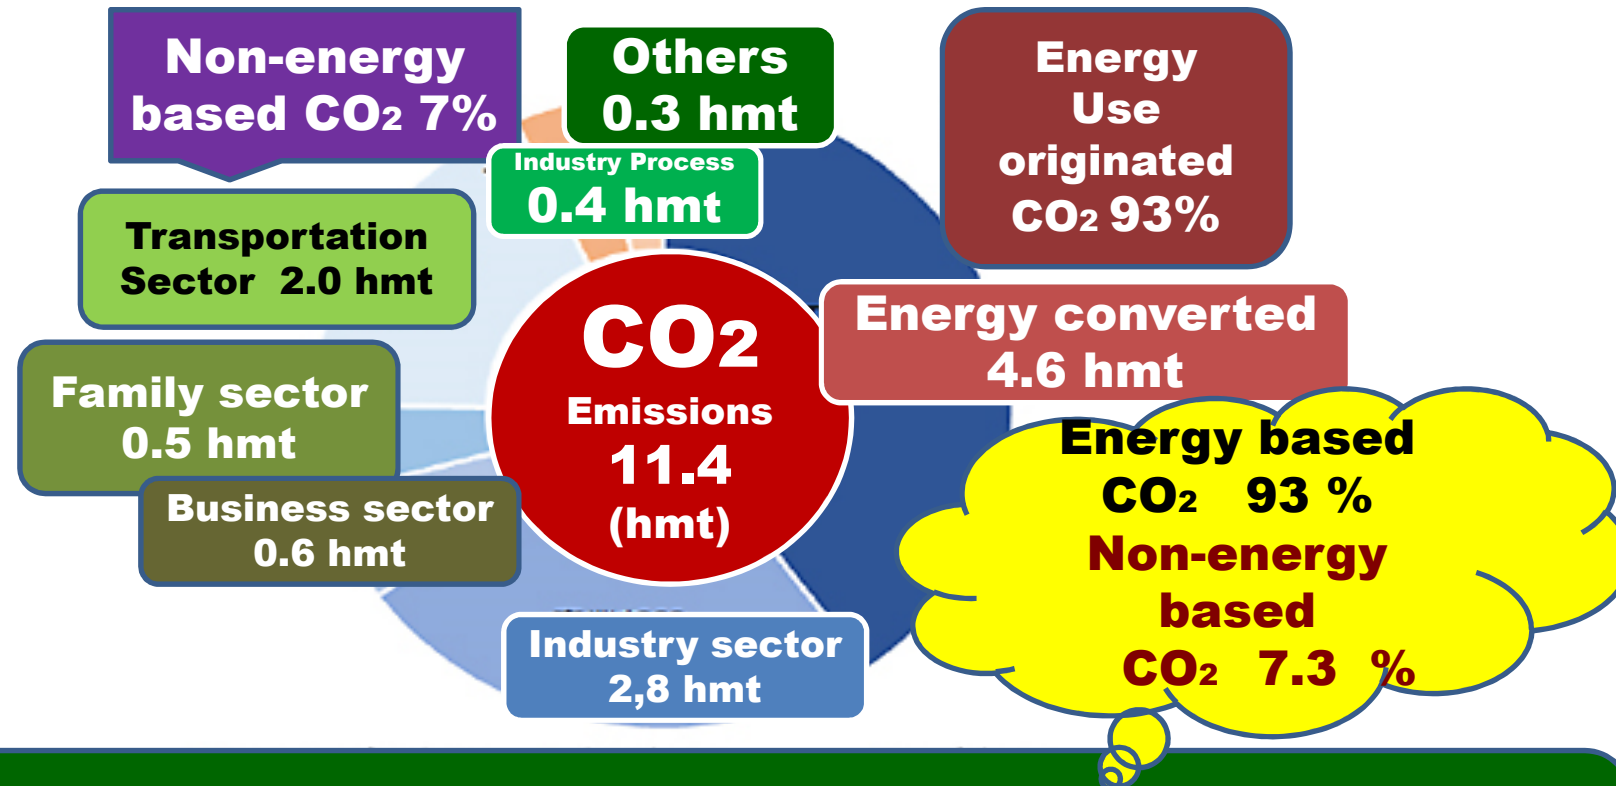 Non-energy
based CO2 7%
Others
0.3 hmt
Industry Process
0.4 hmt
Energy
Use
originated
CO2 93%
Transportation
Sector 2.0 hmt
CO2
Emissions
11.4
(hmt)
Energy converted
4.6 hmt
Family sector
0.5 hmt
Business sector
0.6 hmt
Energy based
CO2 93 %
Non-energy
based
CO2 7.3 %
Industry sector
2,8 hmt